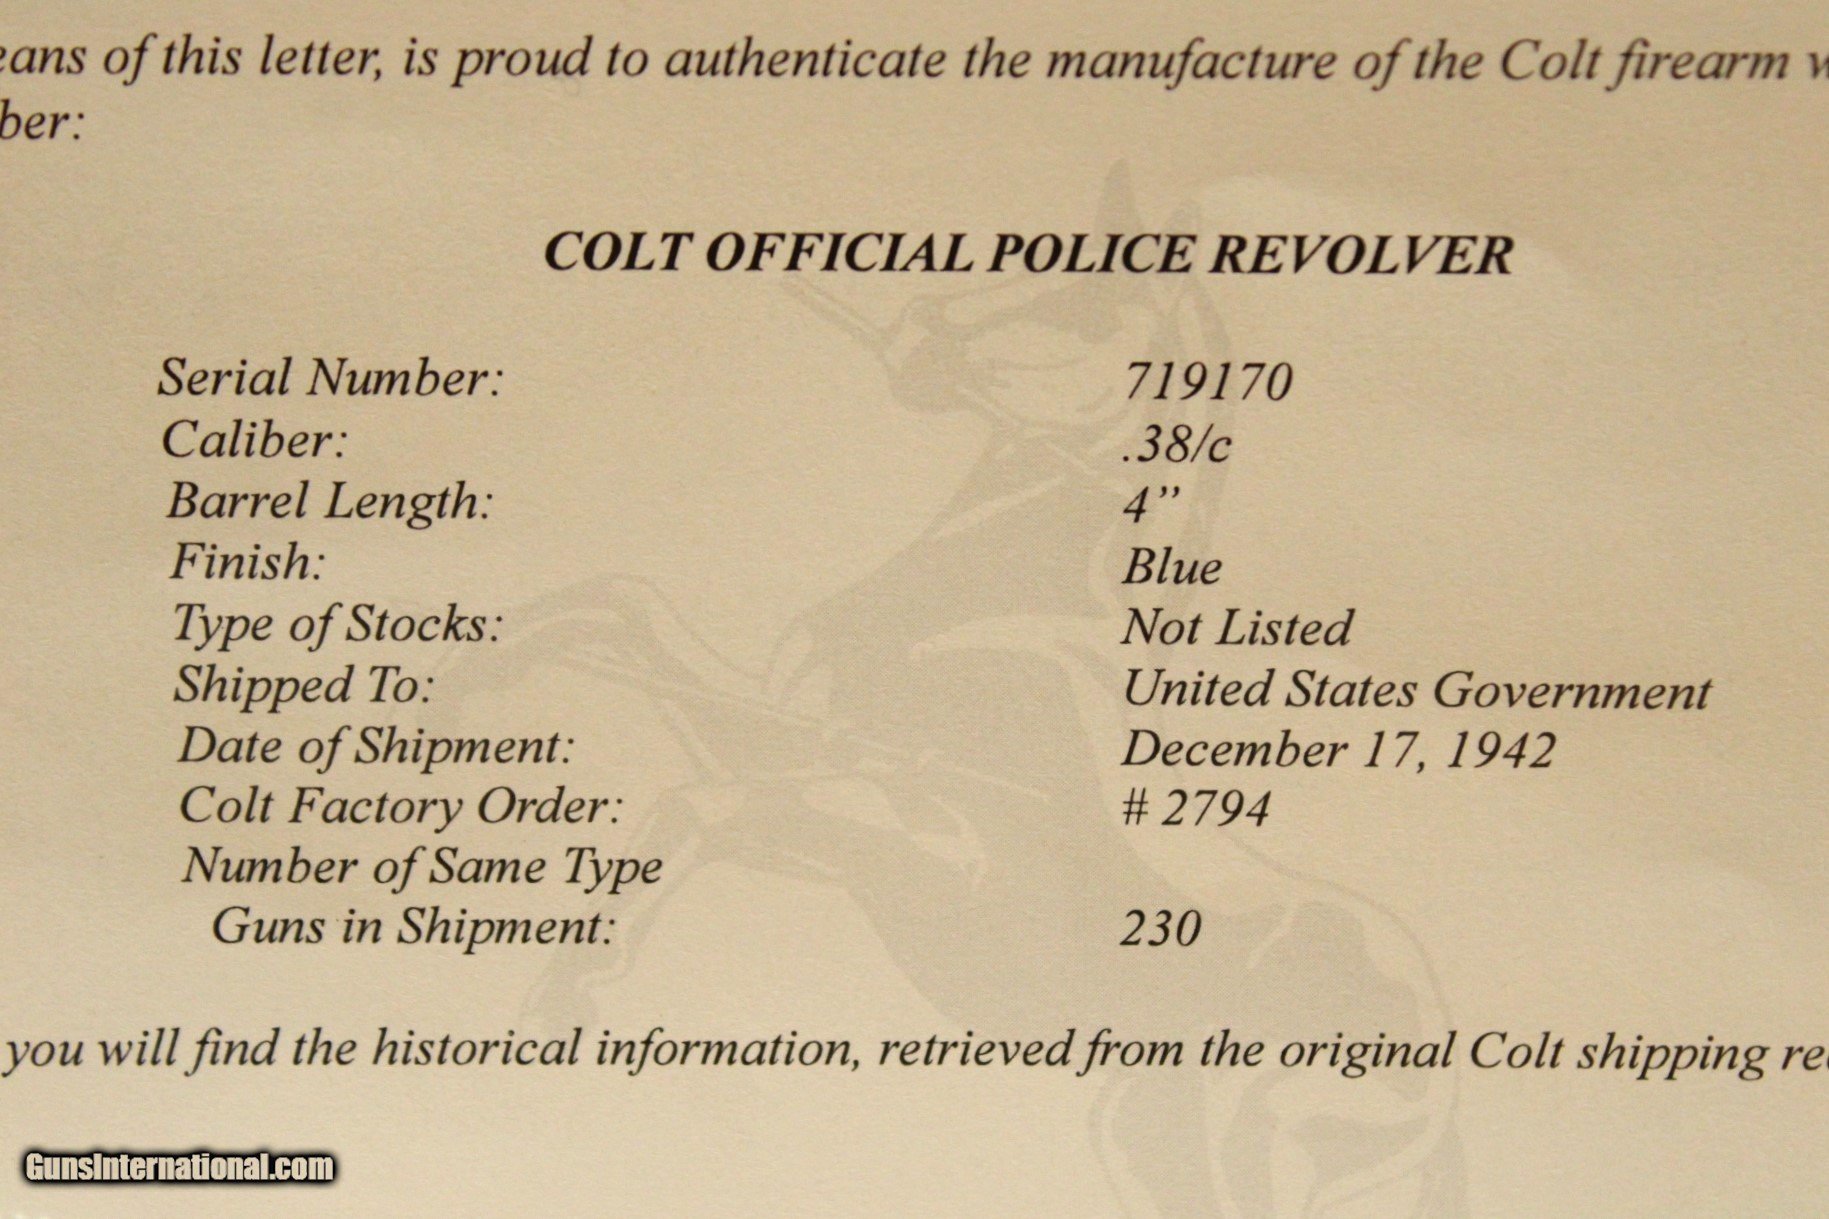 of this letter, is proud to authenticate the manufacture of the Colt firearm
COLT OFFICIAL POLICE REVOLVER
Serial Number: 719170
Caliber: .38/c
Barrel Length: 4”
Finish: Blue
Type of Stocks: Not Listed
Shipped To: United States Government
Date of Shipment: December 17, 1942
Colt Factory Order: # 2794
Number of Same Type
Guns in Shipment: 230
you will find the historical information, retrieved from the original Colt shipping
GunsInternational.com